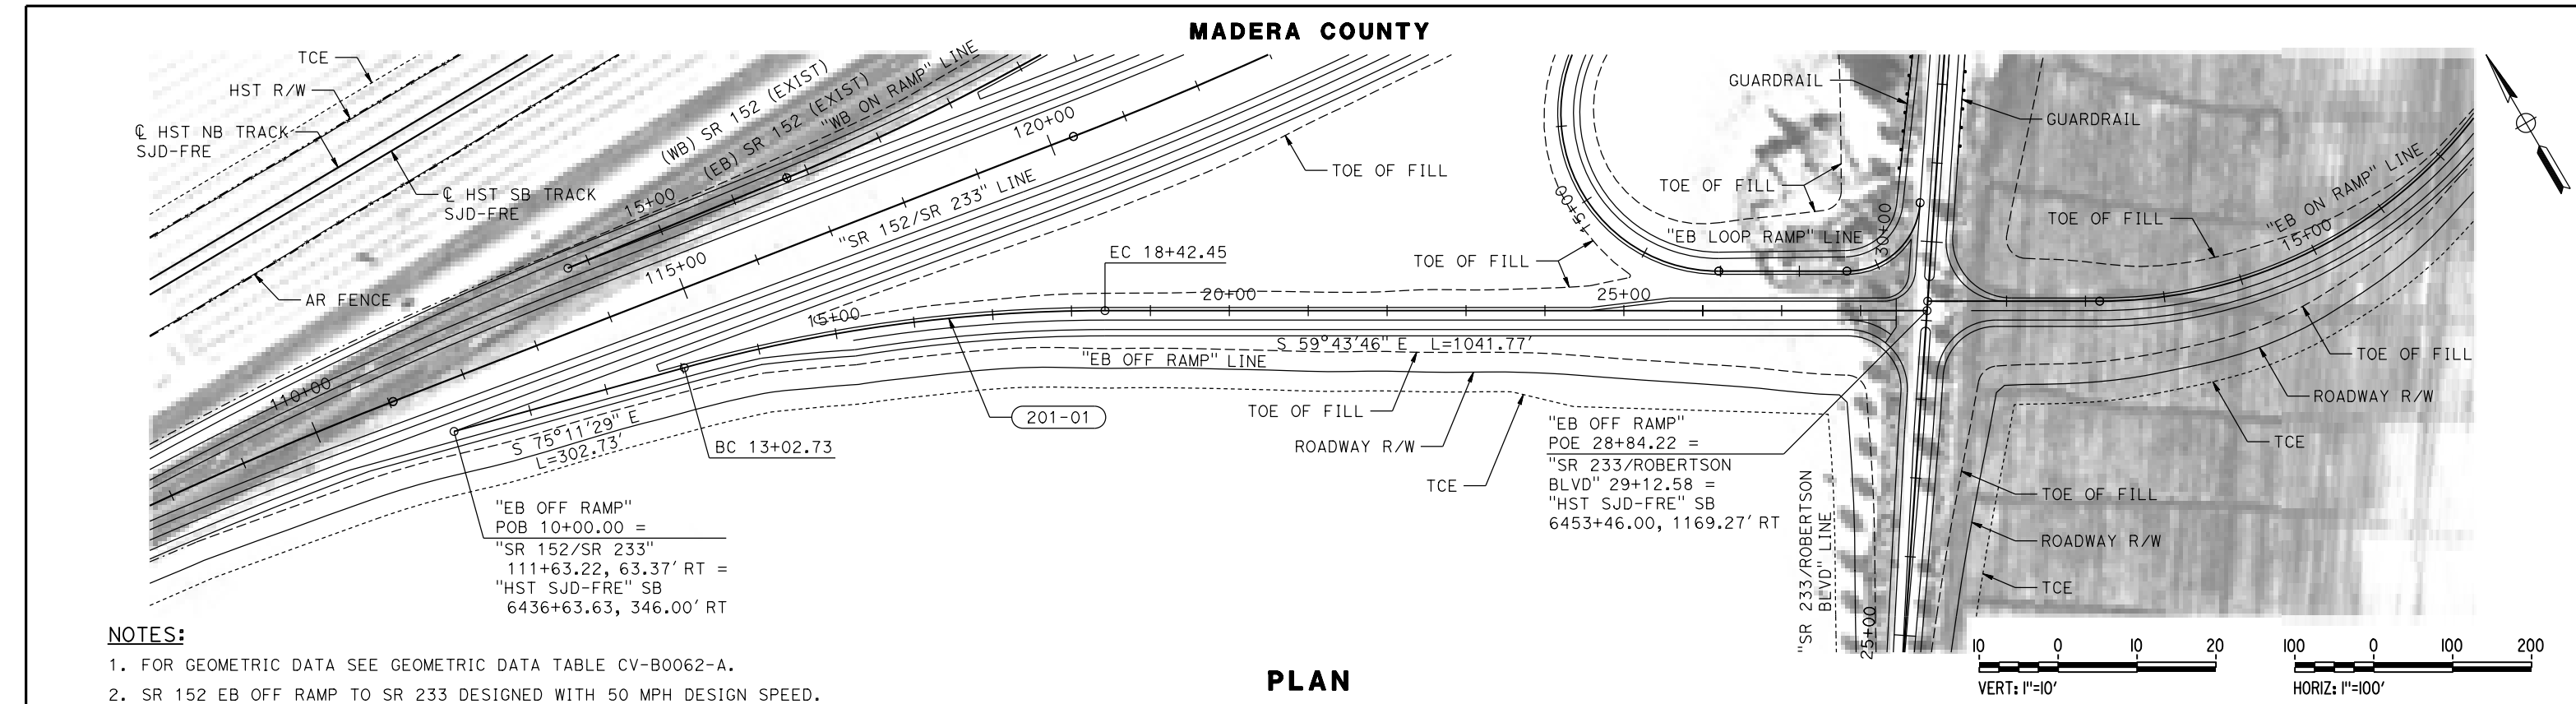 MADERA COUNTY
TCE
HST R/W
℄ HST NB TRACK
SJD-FRE
℄ HST SB TRACK
SJD-FRE
AR FENCE
(WB) SR 152 (EXIST)
(EB) SR 152 (EXIST)
"WB ON RAMP" LINE
15+00
120+00
"SR 152/SR 233" LINE
115+00
110+00
TOE OF FILL
EC 18+42.45
15+00
20+00
25+00
S 59°43'46" E L=1041.77'
"EB OFF RAMP" LINE
201-01
S 75°11'29" E
L=302.73'
BC 13+02.73
TOE OF FILL
ROADWAY R/W
TCE
"EB OFF RAMP"
POB 10+00.00 =
"SR 152/SR 233"
111+63.22, 63.37' RT =
"HST SJD-FRE" SB
6436+63.63, 346.00' RT
"EB OFF RAMP"
POE 28+84.22 =
"SR 233/ROBERTSON
BLVD" 29+12.58 =
"HST SJD-FRE" SB
6453+46.00, 1169.27' RT
GUARDRAIL
GUARDRAIL
TOE OF FILL
15+00
"EB LOOP RAMP" LINE
30+00
TOE OF FILL
TOE OF FILL
"EB ON RAMP" LINE
15+00
TOE OF FILL
ROADWAY R/W
TCE
TOE OF FILL
ROADWAY R/W
TCE
"SR 233/ROBERTSON
BLVD" LINE
25+00
NOTES:
1. FOR GEOMETRIC DATA SEE GEOMETRIC DATA TABLE CV-B0062-A.
2. SR 152 EB OFF RAMP TO SR 233 DESIGNED WITH 50 MPH DESIGN SPEED.
PLAN
10 0 10 20
VERT: 1"=10'
100 0 100 200
HORIZ: 1"=100'